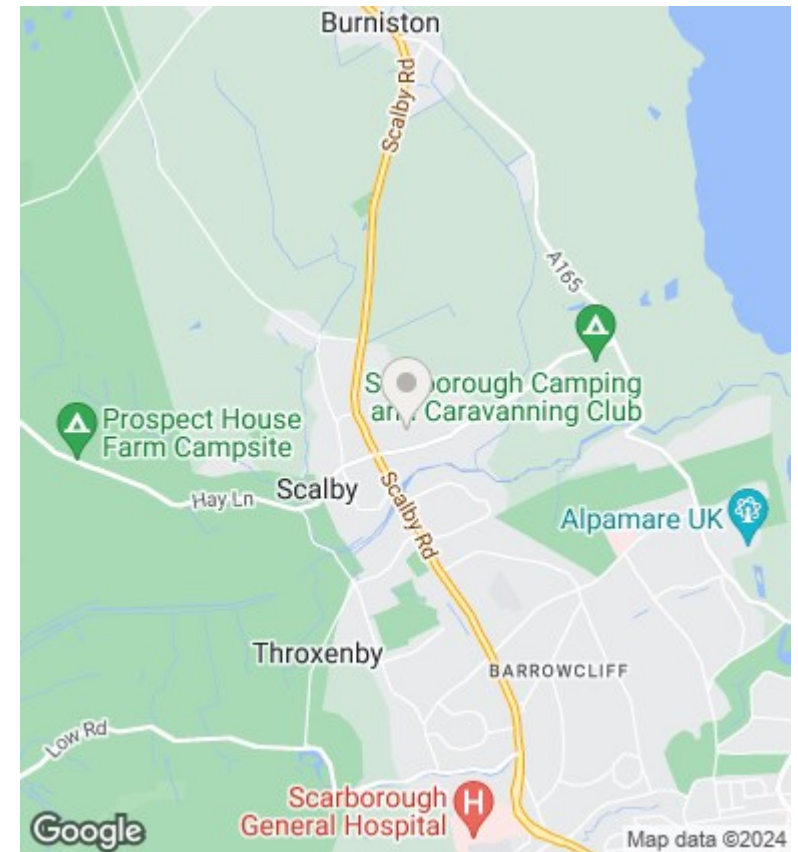 Burniston
Scalby Rd
A165
S    orough Camping
and Caravanning Club
Prospect House
Farm Campsite
Scalby
Hay Ln
Scalby Rd
Alpamare UK
Throxenby
BARROWCLIFF
Low Rd
Scarborough
General Hospital
H
Google
Map data ©2024